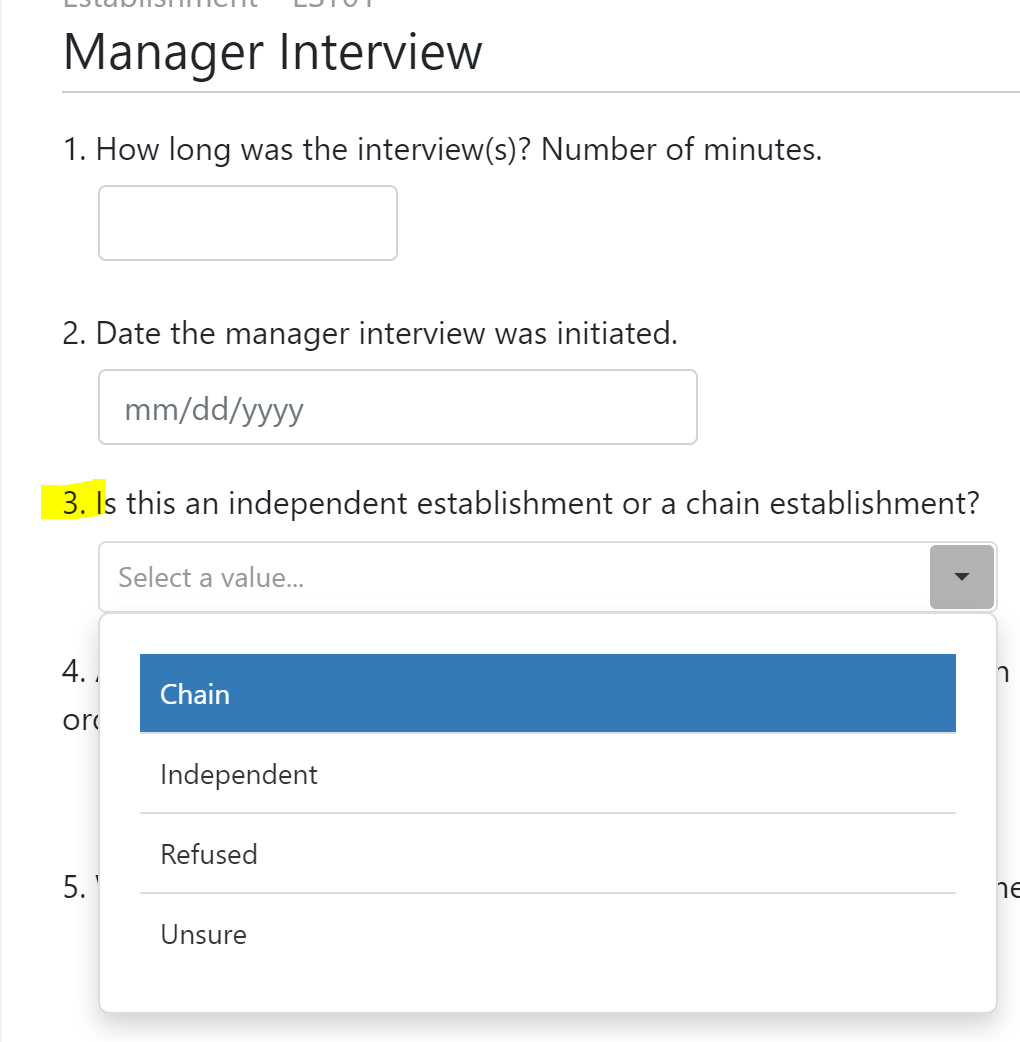 Manager Interview
1. How long was the interview(s)? Number of minutes.
2. Date the manager interview was initiated.
mm/dd/yyyy
3. Is this an independent establishment or a chain establishment?
Select a value...
4.
Chain
Independent
Refused
5.
Unsure